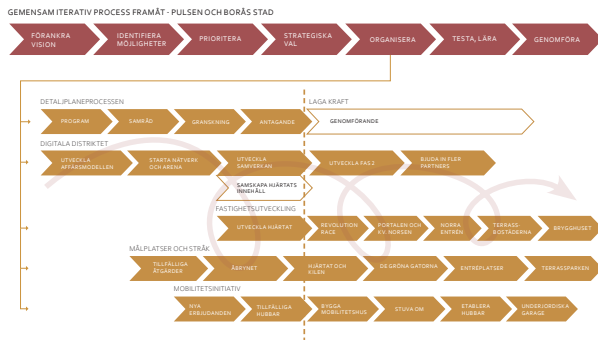 GEMENSAM ITERATIV PROCESS FRAMÅT - PULSEN OCH BORÅS STAD
FÖRANKRA
VISION
IDENTIFIERA
MÖJLIGHETER
PRIORITERA
STRATEGISKA
VAL
ORGANISERA
TESTA, LÄRA
GENOMFÖRA
DETALJPLANEPROCESSEN
LAGA KRAFT
PROGRAM
SAMRÅD
GRANSKNING
ANTAGANDE
GENOMFÖRANDE
DIGITALA DISTRIKTET
UTVECKLA
AFFÄRSMODELLEN
STARTA NÄTVERK
OCH ARENA
UTVECKLA
SAMVERKAN
UTVECKLA FAS 2
BJUDA IN FLER
PARTNERS
SAMSKAPA HJÄRTATS
INNEHÅLL
FASTIGHETSUTVECKLING
UTVECKLA HJÄRTAT
REVOLUTION
RACE
PORTALEN OCH
KV. NORSEN
NORRA
ENTRÉN
TERRASS-
BOSTÄDERNA
BRYGGHUSET
MÅLPLATSER OCH STRÅK
TILLFÄLLIGA
ÅTGÄRDER
ÅRYNET
HJÄRTAT OCH
KILEN
DE GRÖNA GATORNA
ENTREPLATSER
TERRASSPARKEN
MOBILITETSINITIATIV
NYA
ERBJUDANDEN
TILLFÄLLIGA
HUBBAR
BYGGA
MOBILITETSHUS
STUVA OM
ETABLERA
HUBBAR
UNDERJORDISKA
GARAGE